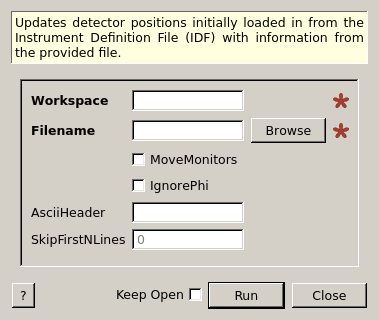 Updates detector positions initially loaded in from the
Instrument Definition File (IDF) with information from
the provided file.
Workspace
Filename
Browse
MoveMonitors
IgnorePhi
AsciiHeader
SkipFirstNLines 0
? Keep Open Run Close